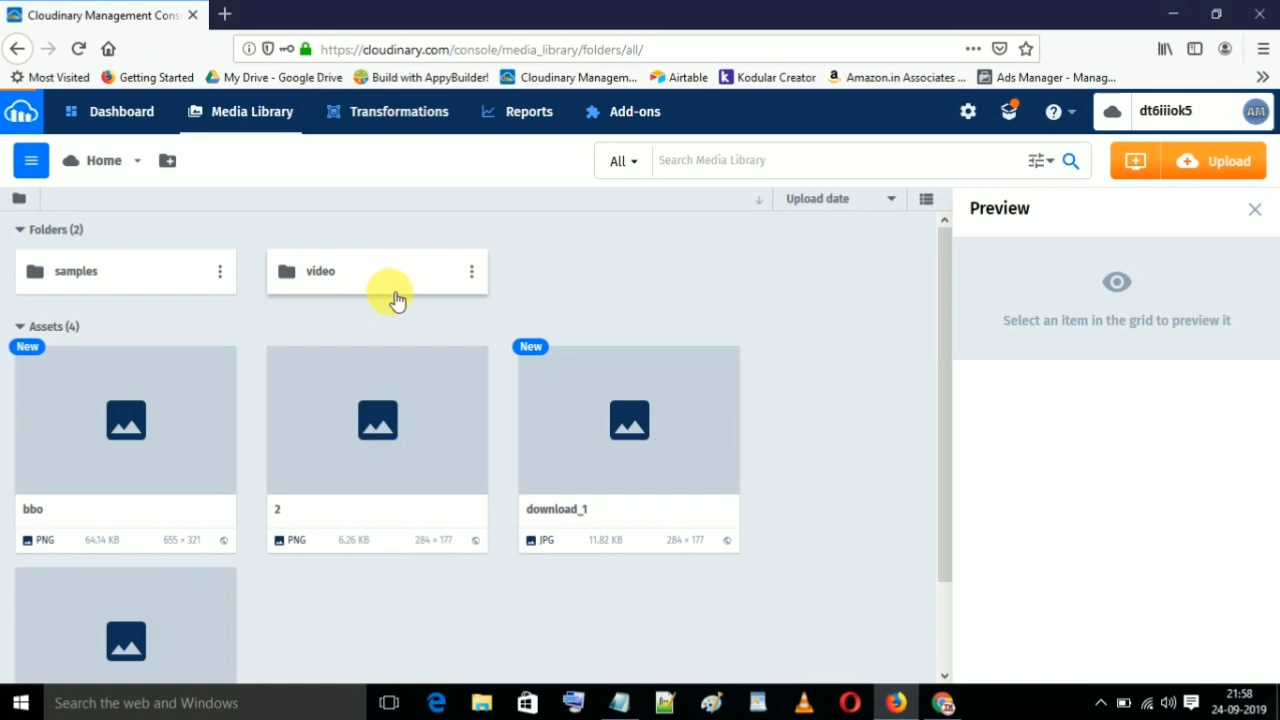 Cloudinary Management Cons
https://cloudinary.com/console/media_library/folders/all/
Most Visited
Getting Started
My Drive - Google Drive
Build with AppyBuilder!
Cloudinary Managem...
Airtable
Kodular Creator
Amazon.in Associates ...
Ads Manager - Manag...
Dashboard
Media Library
Transformations
Reports
Add-ons
dt6iiiok5
AM
Home
All
Search Media Library
Upload
Upload date
Preview
Folders (2)
samples
video
Select an item in the grid to preview it
Assets (4)
New
New
bbo
2
download_1
PNG 64.14 KB 655 × 321
PNG 6.26 KB 284 × 177
JPG 11.82 KB 284 × 177
Search the web and Windows
21:58
24-09-2019